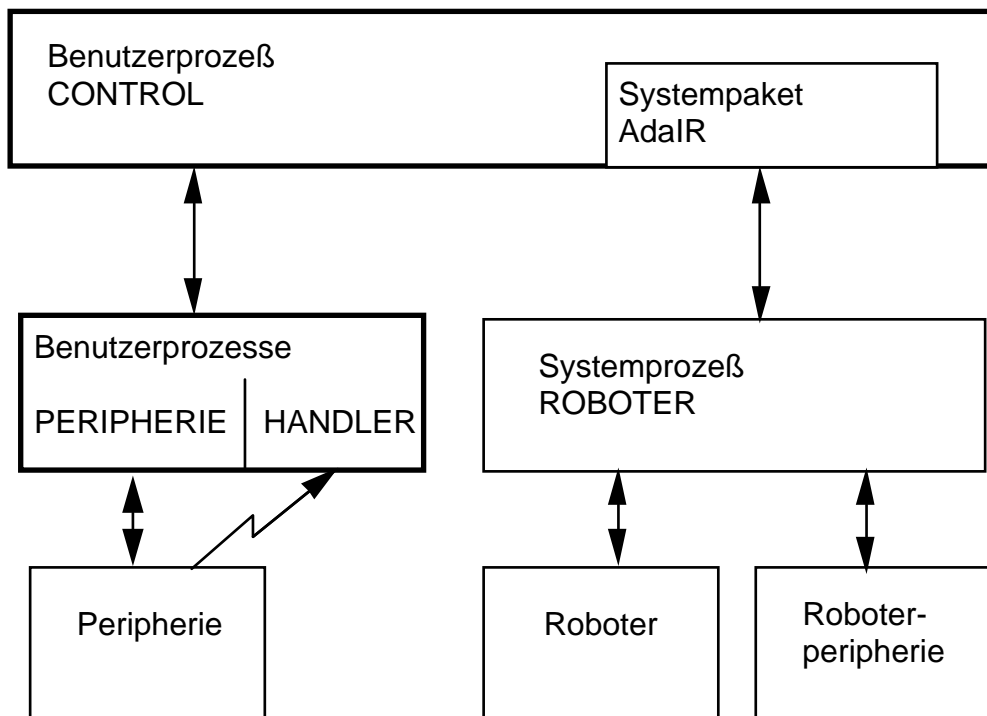 Benutzerprozeß
CONTROL
Systempaket
AdaIR
Benutzerprozesse
PERIPHERIE
HANDLER
Systemprozeß
ROBOTER
Peripherie
Roboter
Roboter-
peripherie